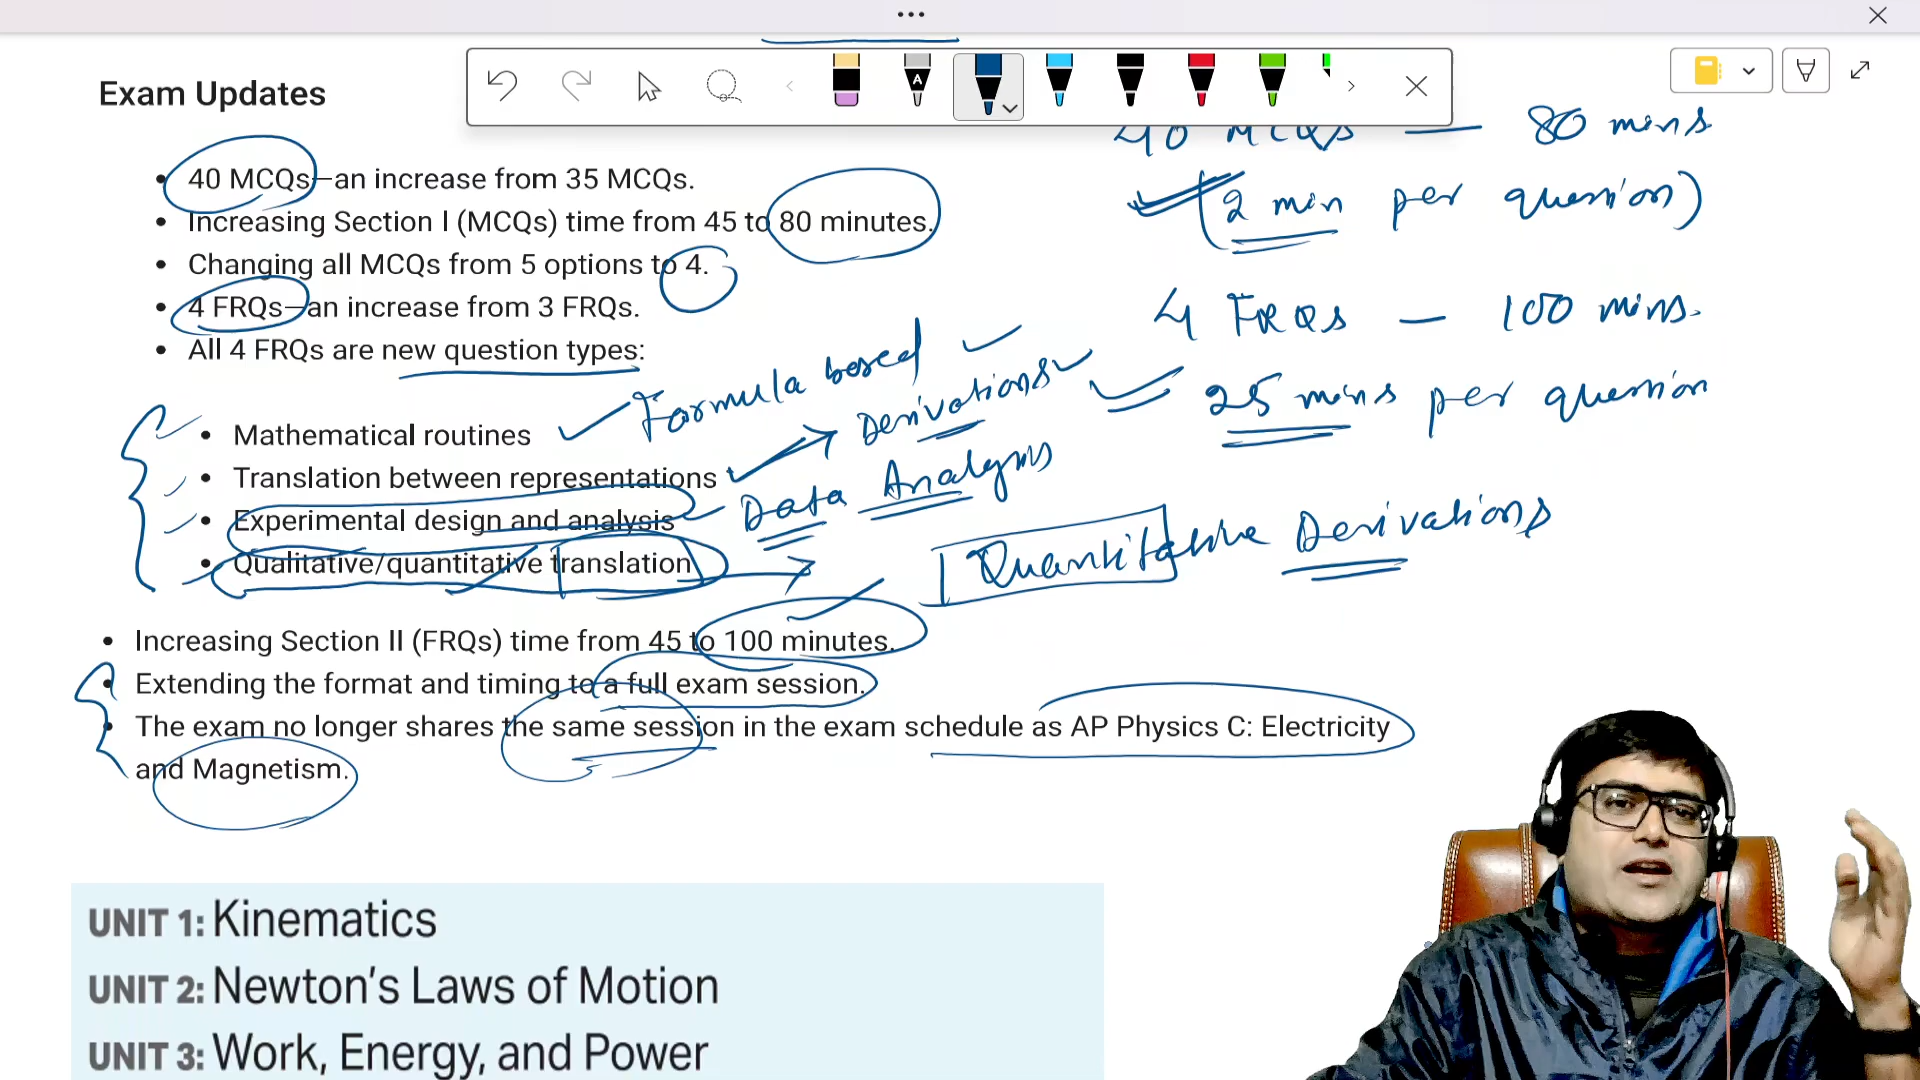 Exam Updates
40 MCQs — 80 mins
• 40 MCQs—an increase from 35 MCQs.
(2 min per question)
• Increasing Section I (MCQs) time from 45 to 80 minutes.
• Changing all MCQs from 5 options to 4.
• 4 FRQs—an increase from 3 FRQs.
4 FRQs — 100 mins.
• All 4 FRQs are new question types:
Formula based
Derivations
25 mins per question
• Mathematical routines
• Translation between representations
Data Analysis
• Experimental design and analysis
Quantitative Derivations
• Qualitative/quantitative translation
• Increasing Section II (FRQs) time from 45 to 100 minutes.
• Extending the format and timing to a full exam session.
• The exam no longer shares the same session in the exam schedule as AP Physics C: Electricity
and Magnetism.
UNIT 1: Kinematics
UNIT 2: Newton's Laws of Motion
UNIT 3: Work, Energy, and Power